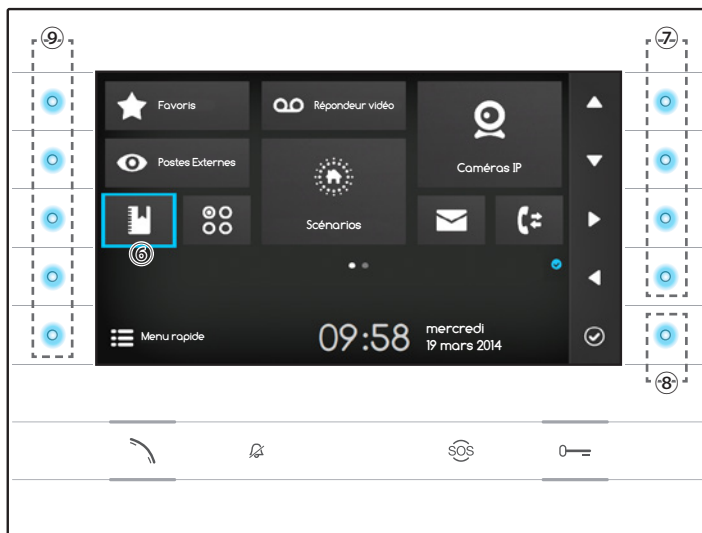 ⑨
⑦
Favoris
Répondeur vidéo
Postes Externes
Caméras IP
Scénarios
⑥
Menu rapide
09:58
mercredi
19 mars 2014
⑧
SOS